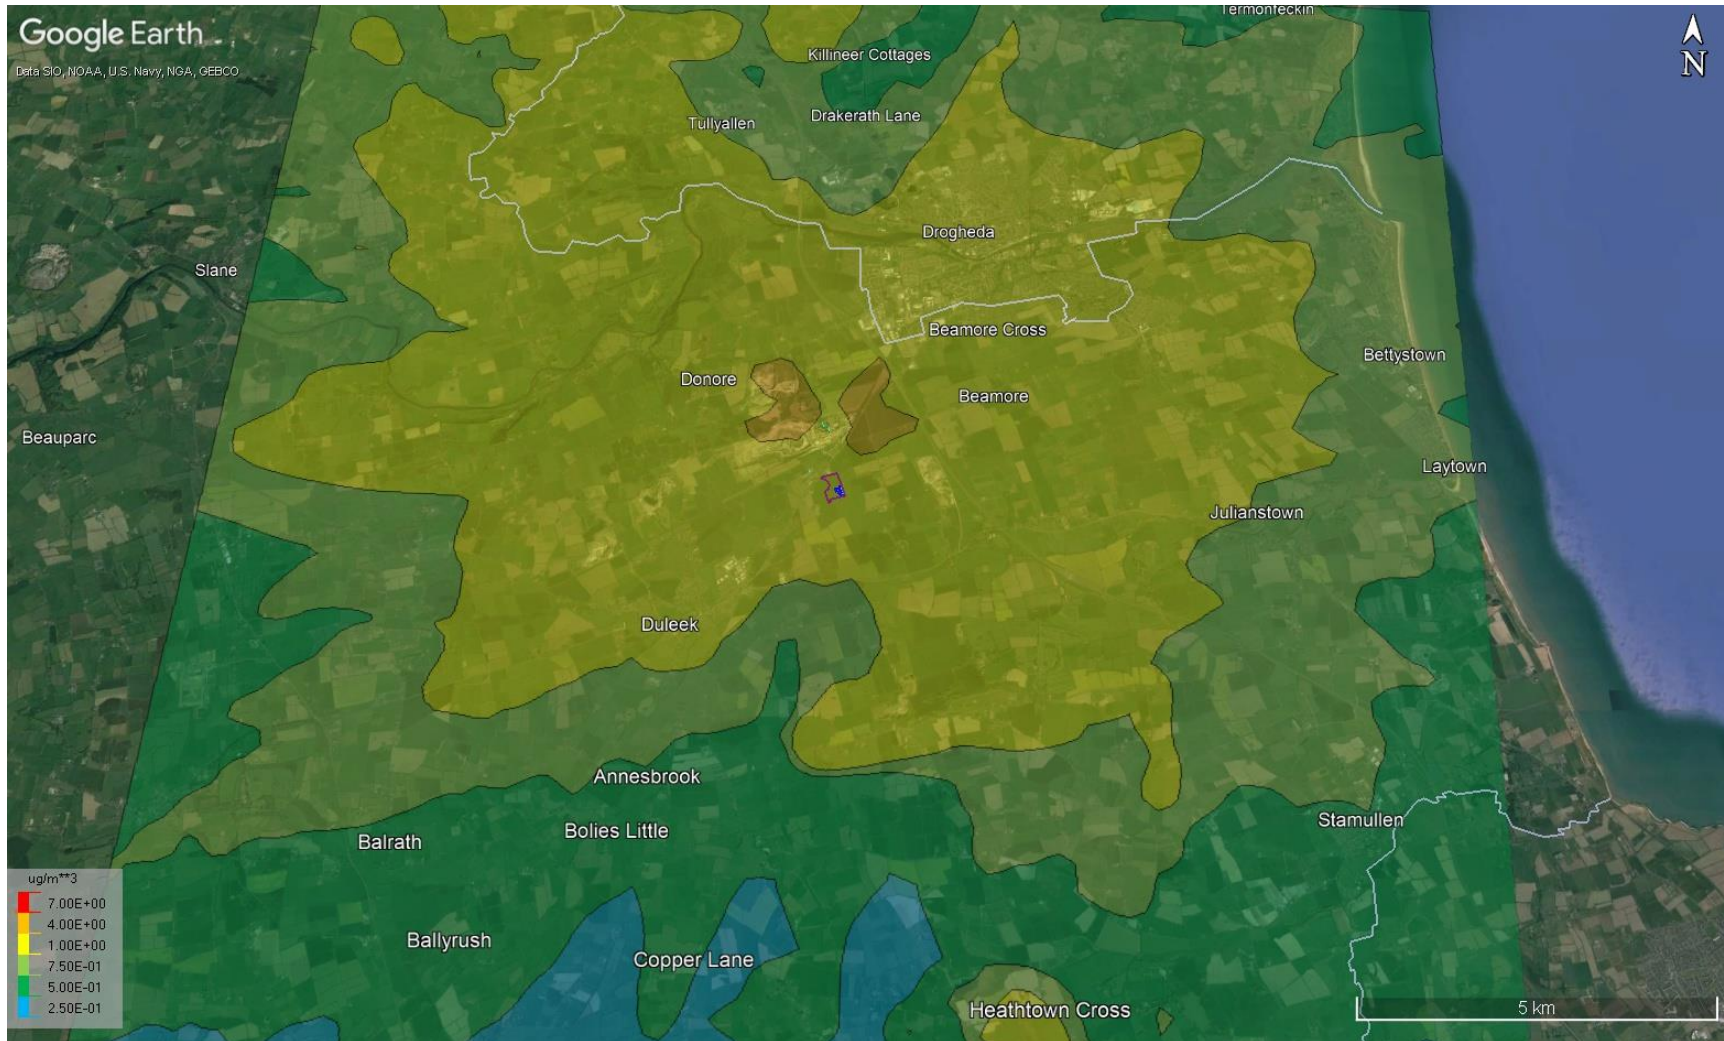 Google Earth
Data SIO, NOAA, U.S. Navy, NGA, GEBCO
Termonfeckin
N
Killineer Cottages
Tullyallen
Drakerath Lane
Drogheda
Slane
Beamore Cross
Bettystown
Donore
Beamore
Beauparc
Laytown
Julianstown
Duleek
Annesbrook
Stamullen
Bolies Little
Balrath
ug/m**3
7.00E+00
4.00E+00
1.00E+00
7.50E-01
5.00E-01
2.50E-01
Ballyrush
Copper Lane
Heathtown Cross
5 km